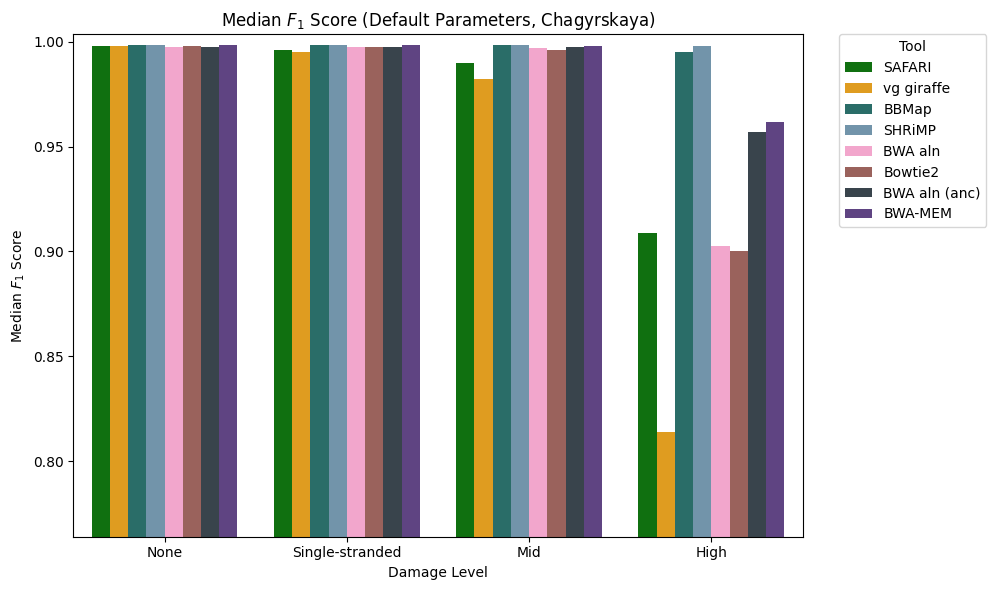 Median F1 Score (Default Parameters, Chagyrskaya)
Tool
SAFARI
vg giraffe
BBMap
SHRiMP
BWA aln
Bowtie2
BWA aln (anc)
BWA-MEM
Median F1 Score
1.00
0.95
0.90
0.85
0.80
None
Single-stranded
Mid
High
Damage Level